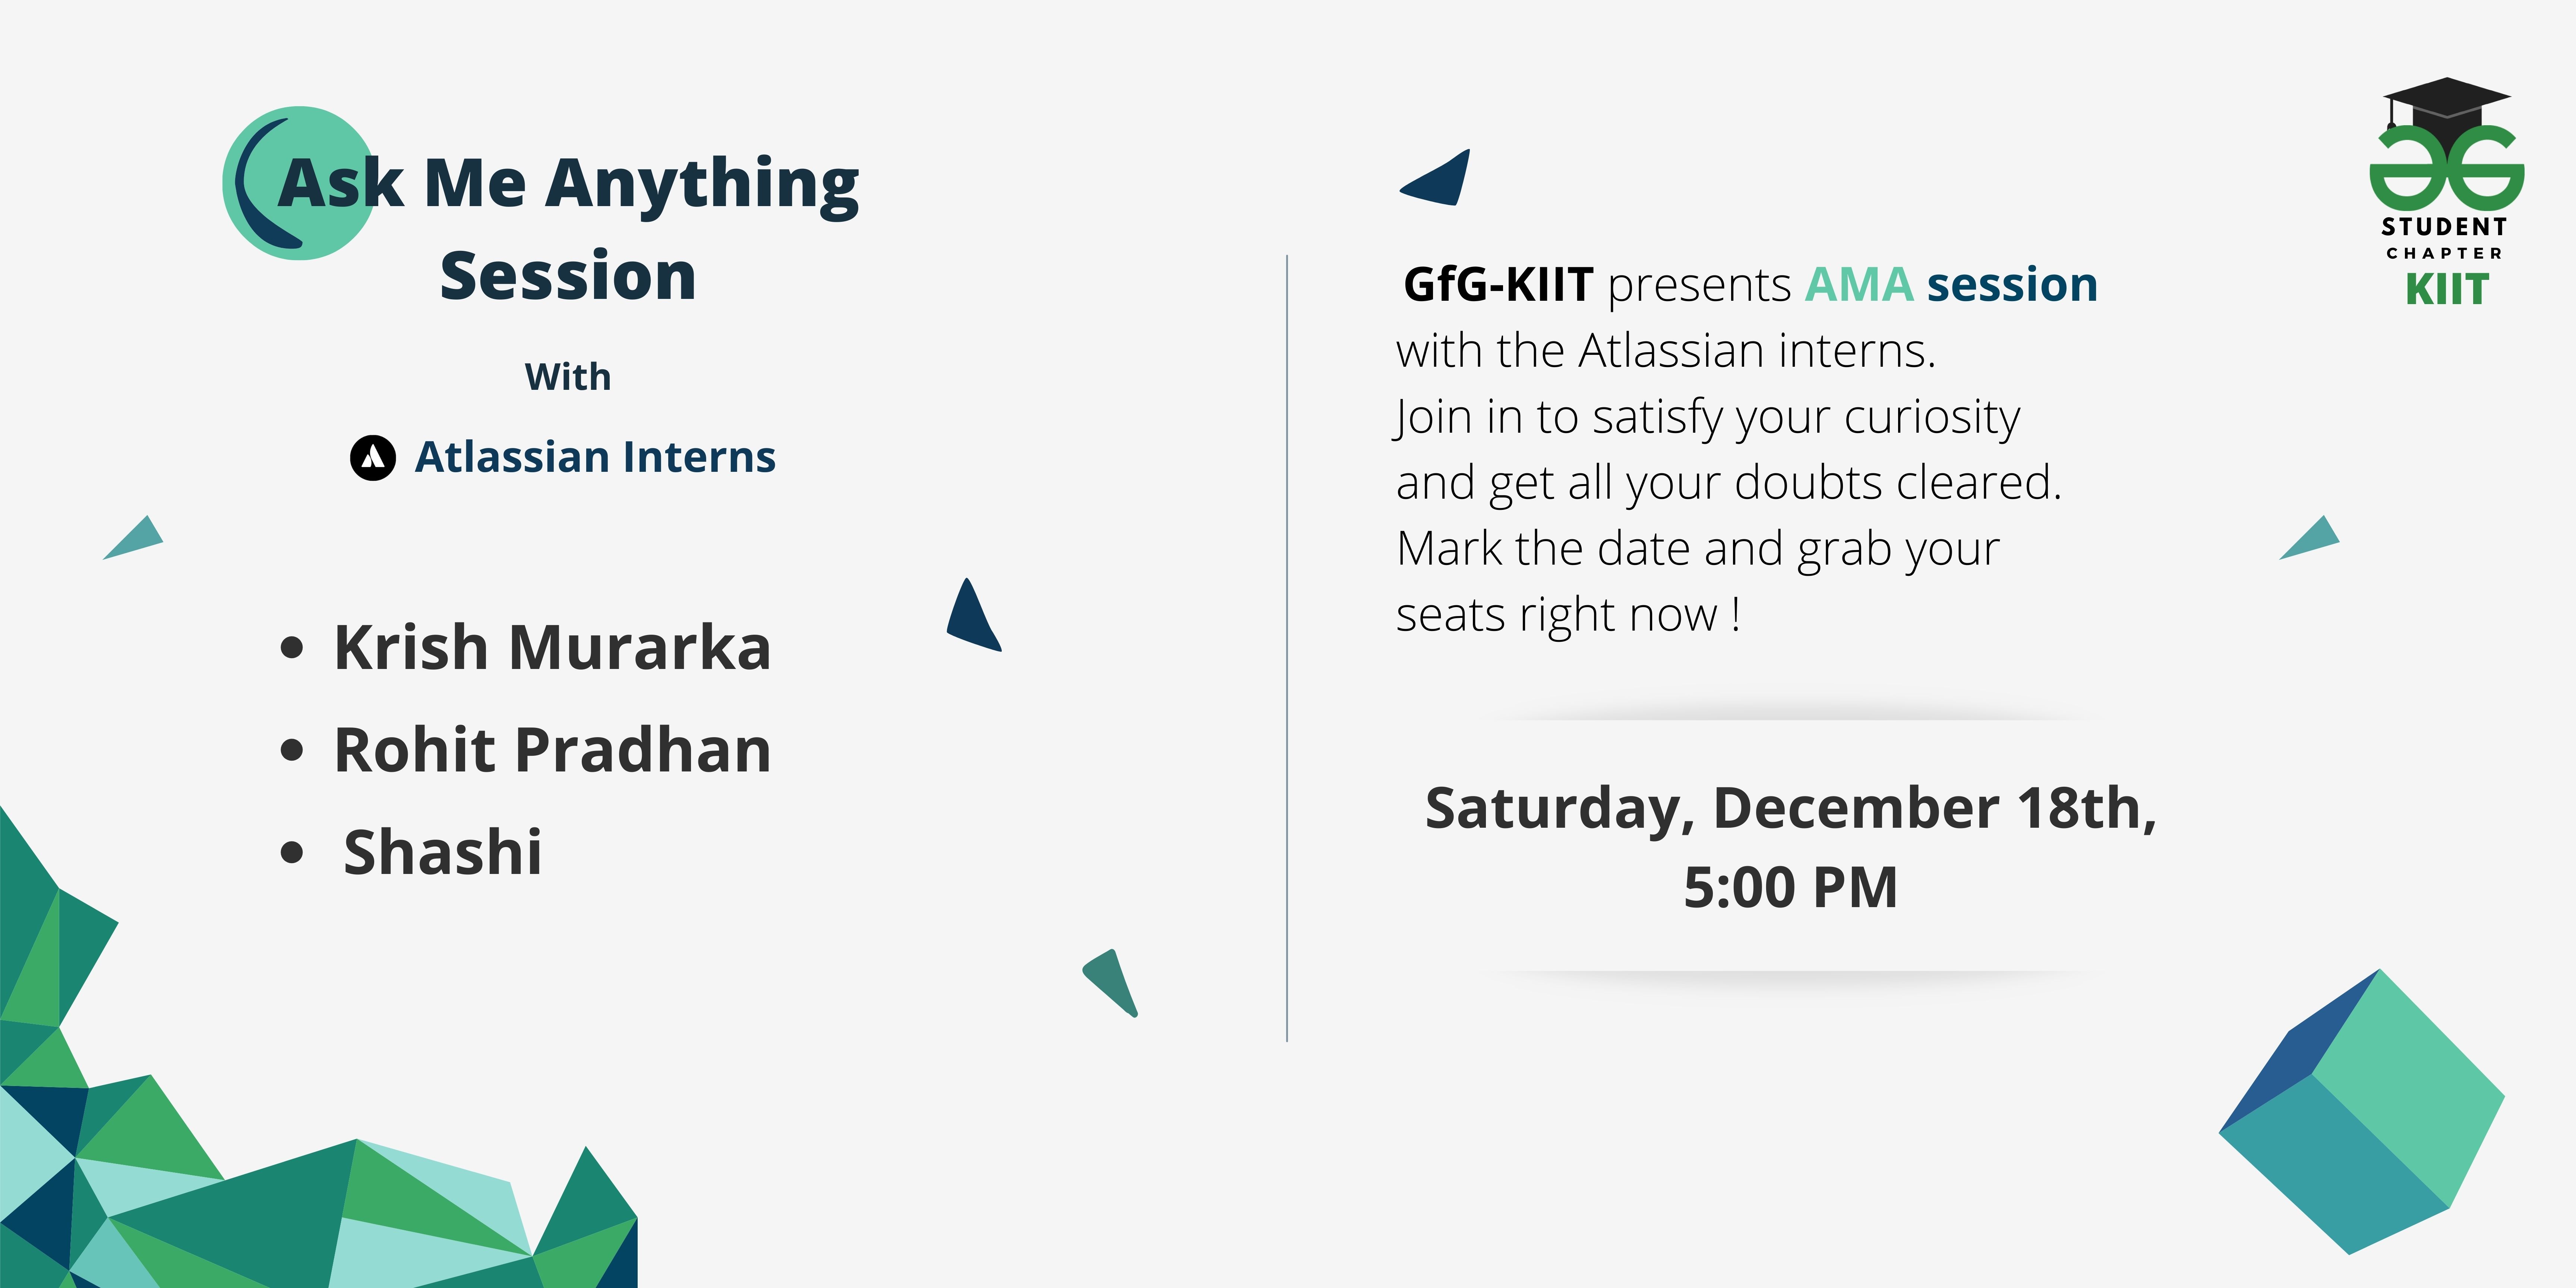 Ask Me Anything
Session
With
Atlassian Interns
• Krish Murarka
• Rohit Pradhan
• Shashi
GfG-KIIT presents AMA session
with the Atlassian interns.
Join in to satisfy your curiosity
and get all your doubts cleared.
Mark the date and grab your
seats right now !
Saturday, December 18th,
5:00 PM
STUDENT
CHAPTER
KIIT